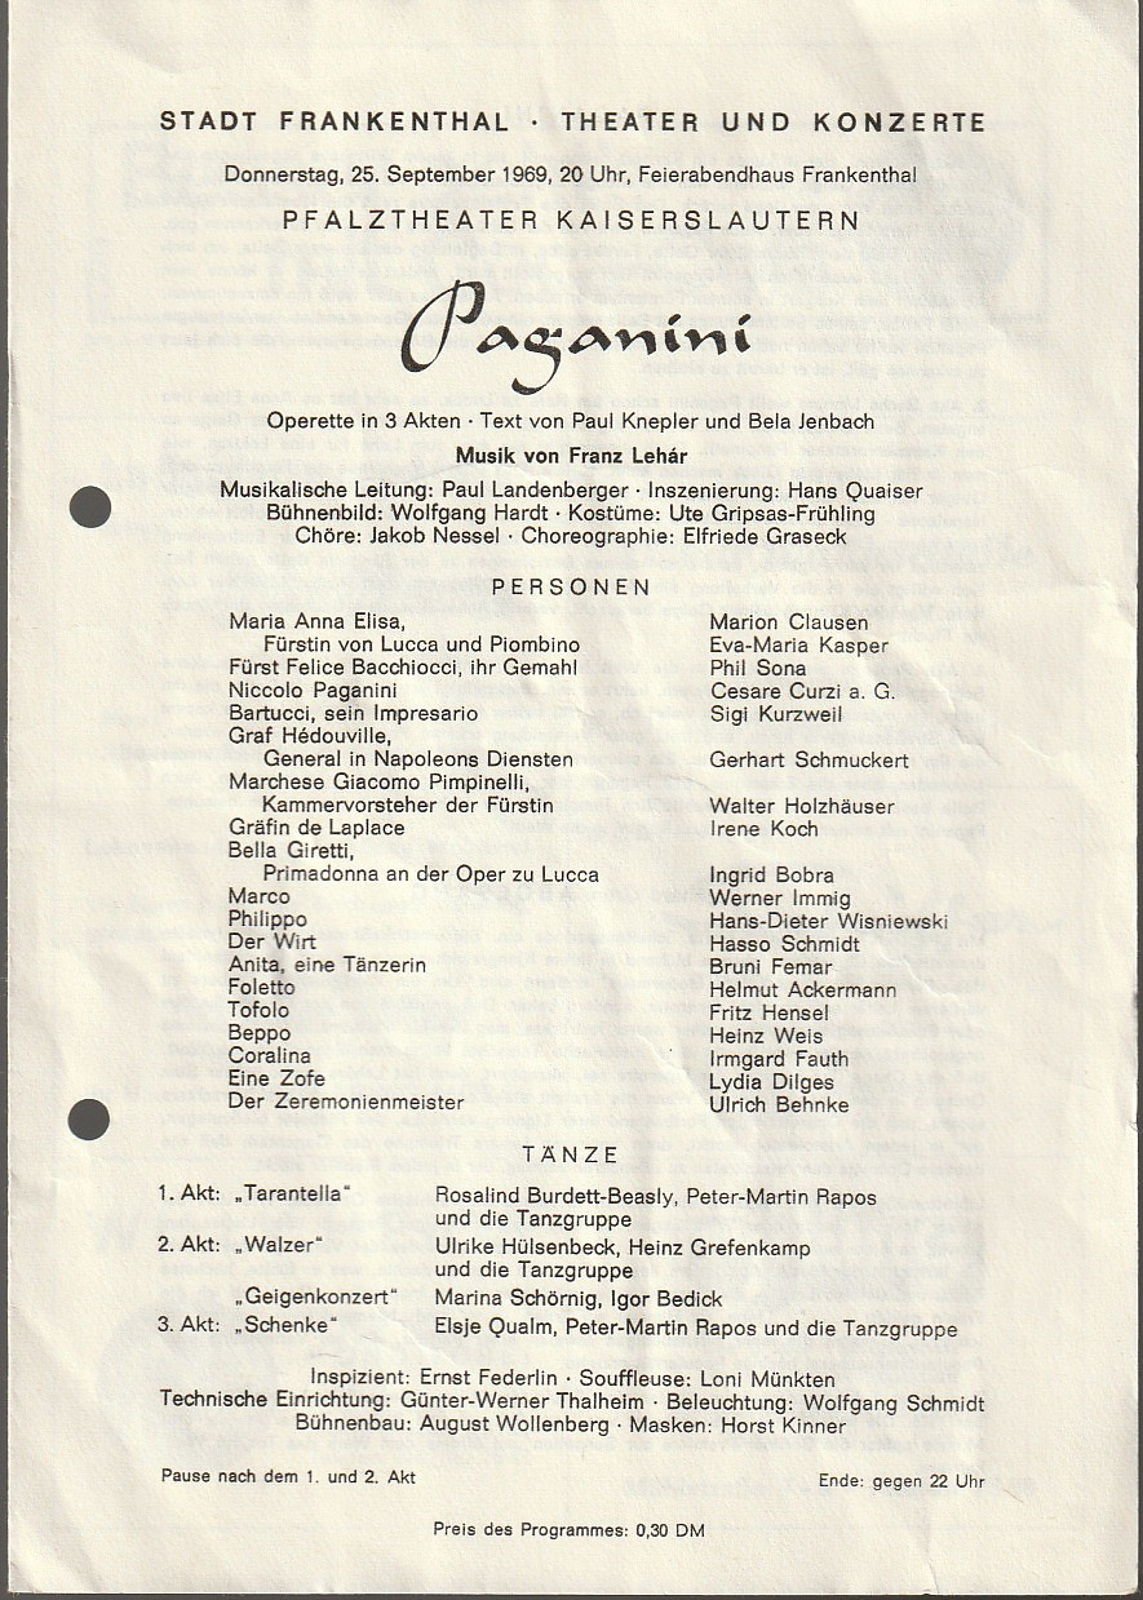 STADT FRANKENTHAL · THEATER UND KONZERTE
Donnerstag, 25. September 1969, 20 Uhr, Feierabendhaus Frankenthal
PFALZTHEATER KAISERSLAUTERN
Paganini
Operette in 3 Akten · Text von Paul Knepler und Bela Jenbach
Musik von Franz Lehár
Musikalische Leitung: Paul Landenberger · Inszenierung: Hans Quaiser
Bühnenbild: Wolfgang Hardt · Kostüme: Ute Gripsas-Frühling
Chöre: Jakob Nessel · Choreographie: Elfriede Graseck
PERSONEN
Maria Anna Elisa, Marion Clausen
Fürstin von Lucca und Piombino Eva-Maria Kasper
Fürst Felice Bacchiocci, ihr Gemahl Phil Sona
Niccolo Paganini Cesare Curzi a. G.
Bartucci, sein Impresario Sigi Kurzweil
Graf Hédouville,
General in Napoleons Diensten Gerhart Schmuckert
Marchese Giacomo Pimpinelli,
Kammervorsteher der Fürstin Walter Holzhäuser
Gräfin de Laplace Irene Koch
Bella Giretti,
Primadonna an der Oper zu Lucca Ingrid Bobra
Marco Werner Immig
Philippo Hans-Dieter Wisniewski
Der Wirt Hasso Schmidt
Anita, eine Tänzerin Bruni Femar
Foletto Helmut Ackermann
Tofolo Fritz Hensel
Beppo Heinz Weis
Coralina Irmgard Fauth
Eine Zofe Lydia Dilges
Der Zeremonienmeister Ulrich Behnke
TÄNZE
1. Akt: „Tarantella“ Rosalind Burdett-Beasly, Peter-Martin Rapos
und die Tanzgruppe
2. Akt: „Walzer“ Ulrike Hülsenbeck, Heinz Grefenkamp
und die Tanzgruppe
„Geigenkonzert“ Marina Schörnig, Igor Bedick
3. Akt: „Schenke“ Elsje Qualm, Peter-Martin Rapos und die Tanzgruppe
Inspizient: Ernst Federlin · Souffleuse: Loni Münkten
Technische Einrichtung: Günter-Werner Thalheim · Beleuchtung: Wolfgang Schmidt
Bühnenbau: August Wollenberg · Masken: Horst Kinner
Pause nach dem 1. und 2. Akt Ende: gegen 22 Uhr
Preis des Programmes: 0,30 DM